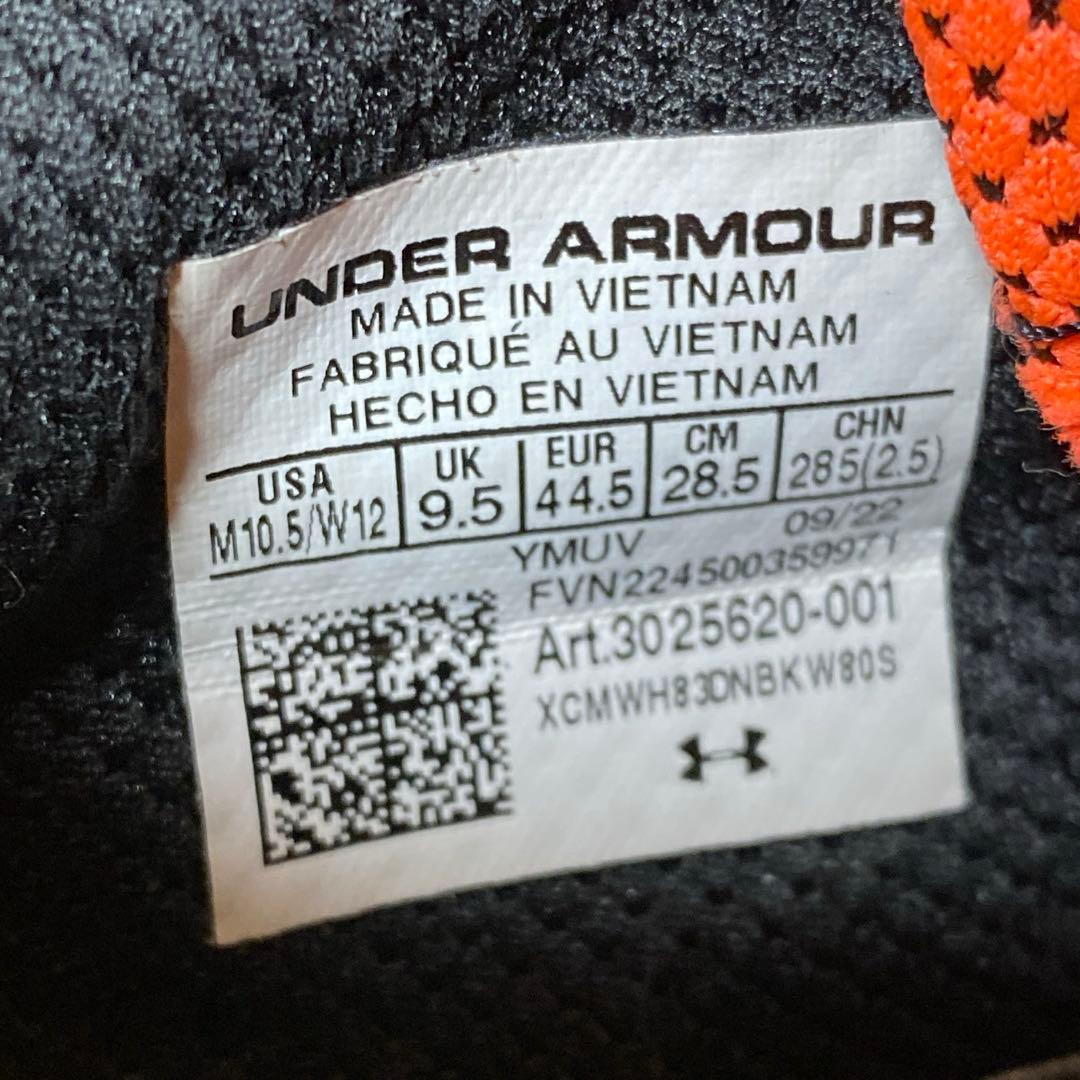 UNDER ARMOUR
MADE IN VIETNAM
FABRIQUÉ AU VIETNAM
HECHO EN VIETNAM
USA UK EUR CM CHN
M10.5/W12 9.5 44.5 28.5 285(2.5)
YMUV 09/22
FVN224500359971
Art.3025620-001
XCMWH83DNBKW80S